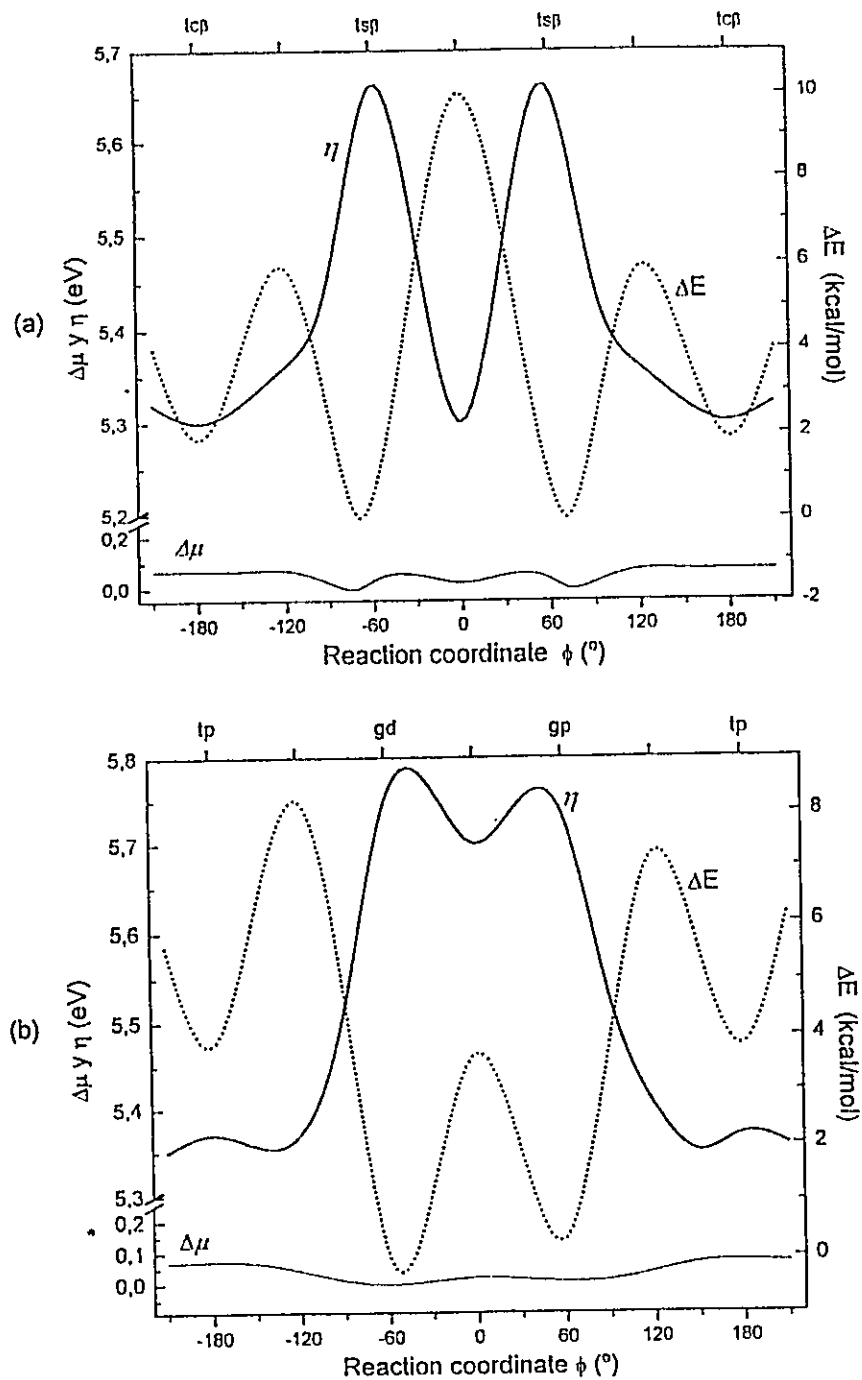 tcβ tsβ tsβ tcβ
5,7
5,6
5,5
5,4
5,3
5,2
0,2
0,0
Δμ y η (eV)
(a)
η
ΔE
Δμ
10
8
6
4
2
0
-2
ΔE (kcal/mol)
-180 -120 -60 0 60 120 180
Reaction coordinate ϕ (º)
tp gd gp tp
5,8
5,7
5,6
5,5
5,4
5,3
0,2
0,1
0,0
Δμ y η (eV)
(b)
η
ΔE
Δμ
8
6
4
2
0
ΔE (kcal/mol)
-180 -120 -60 0 60 120 180
Reaction coordinate ϕ (º)